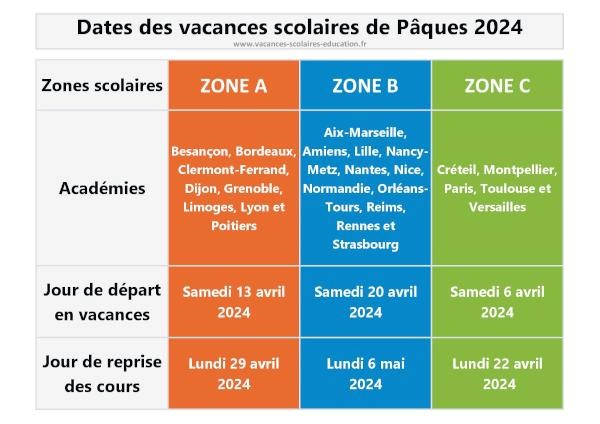 Dates des vacances scolaires de Pâques 2024
www.vacances-scolaires-education.fr
Zones scolaires
ZONE A
ZONE B
ZONE C
Académies
Besançon, Bordeaux,
Clermont-Ferrand,
Dijon, Grenoble,
Limoges, Lyon et
Poitiers
Aix-Marseille,
Amiens, Lille, Nancy-
Metz, Nantes, Nice,
Normandie, Orléans-
Tours, Reims,
Rennes et
Strasbourg
Créteil, Montpellier,
Paris, Toulouse et
Versailles
Jour de départ
en vacances
Samedi 13 avril
2024
Samedi 20 avril
2024
Samedi 6 avril
2024
Jour de reprise
des cours
Lundi 29 avril
2024
Lundi 6 mai
2024
Lundi 22 avril
2024